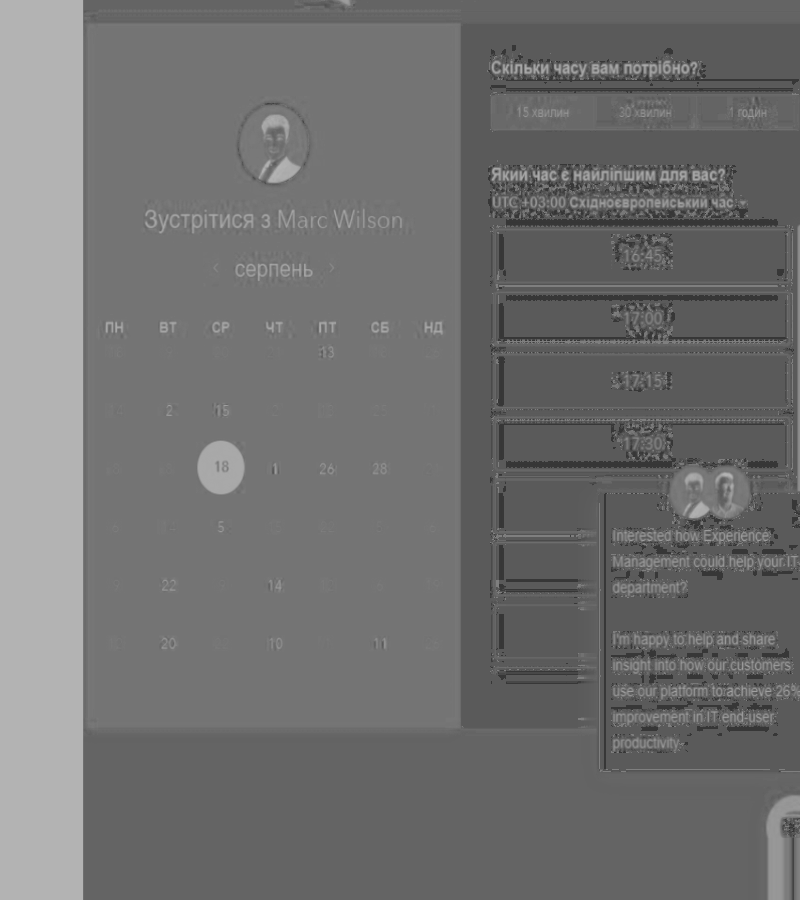 Зустрітися з Marc Wilson
серпень
ПН ВТ СР ЧТ ПТ СБ НД
13
2 15
18 1 26 28
5
22 14
20 10 11
Скільки часу вам потрібно?
15 хвилин 30 хвилин 1 годин
Який час є найліпшим для вас?
UTC +03:00 Східноєвропейський час
16:45
17:00
17:15
17:30
Interested how Experience
Management could help your IT
department?
I'm happy to help and share
insight into how our customers
use our platform to achieve 26%
improvement in IT end-user
productivity.